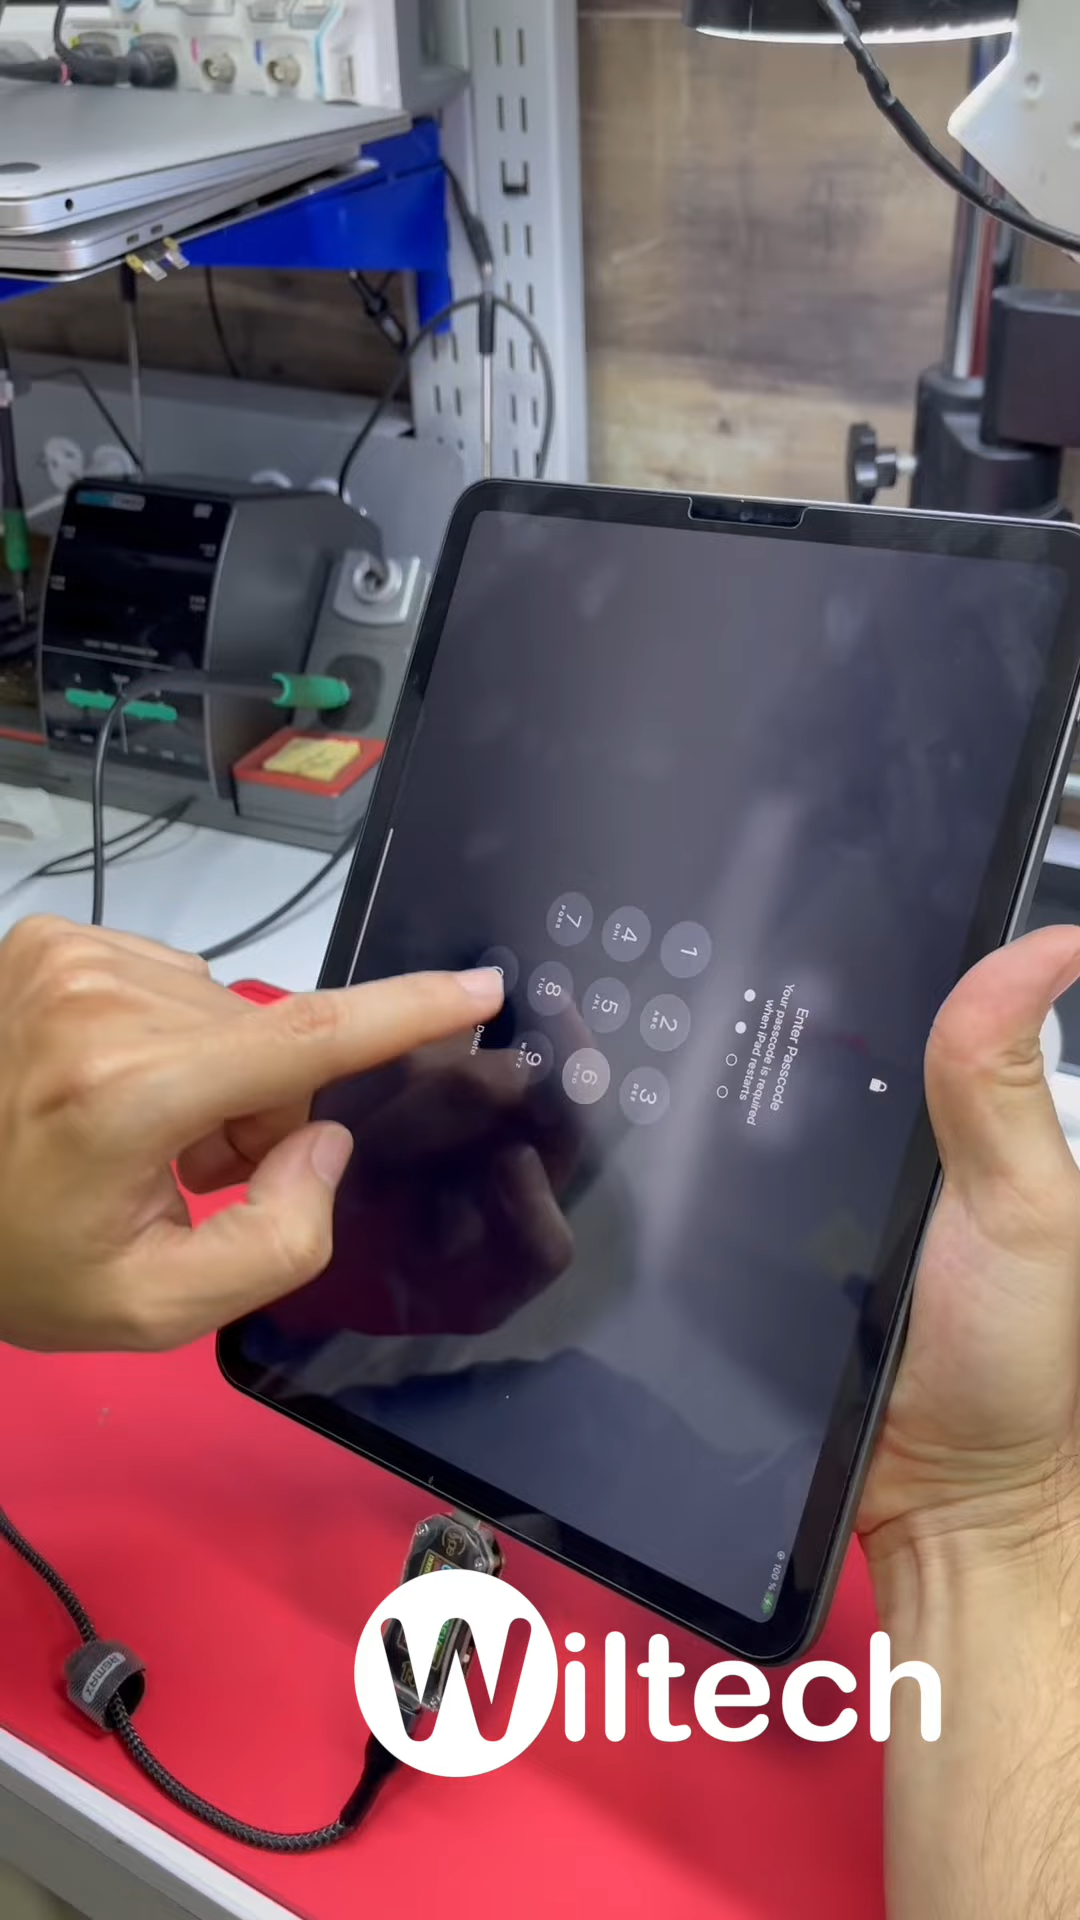 100 %
Enter Passcode
Your passcode is required
when iPad restarts
1
2
ABC
3
DEF
4
GHI
5
JKL
6
MNO
7
PQRS
8
TUV
9
WXYZ
Delete
REMAX
Wiltech